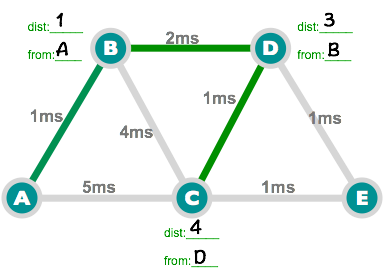 dist: 1
from: A
dist: 3
from: B
B
2ms
D
1ms
1ms
4ms
1ms
A
5ms
C
1ms
E
dist: 4
from: D